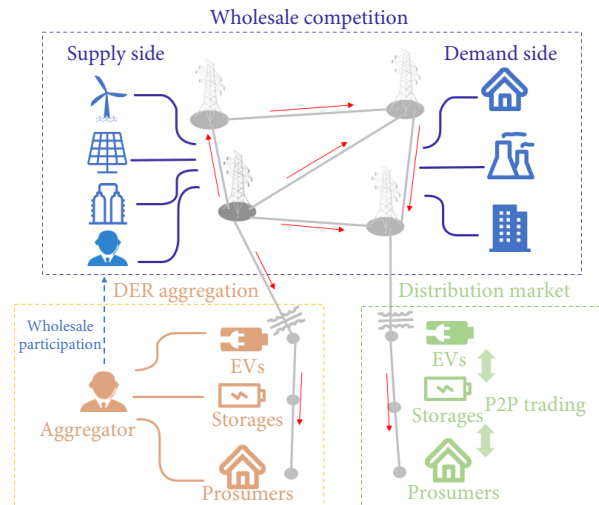 Wholesale competition
Supply side
Demand side
DER aggregation
Distribution market
Wholesale
participation
EVs
EVs
Storages
Storages
P2P trading
Aggregator
Prosumers
Prosumers